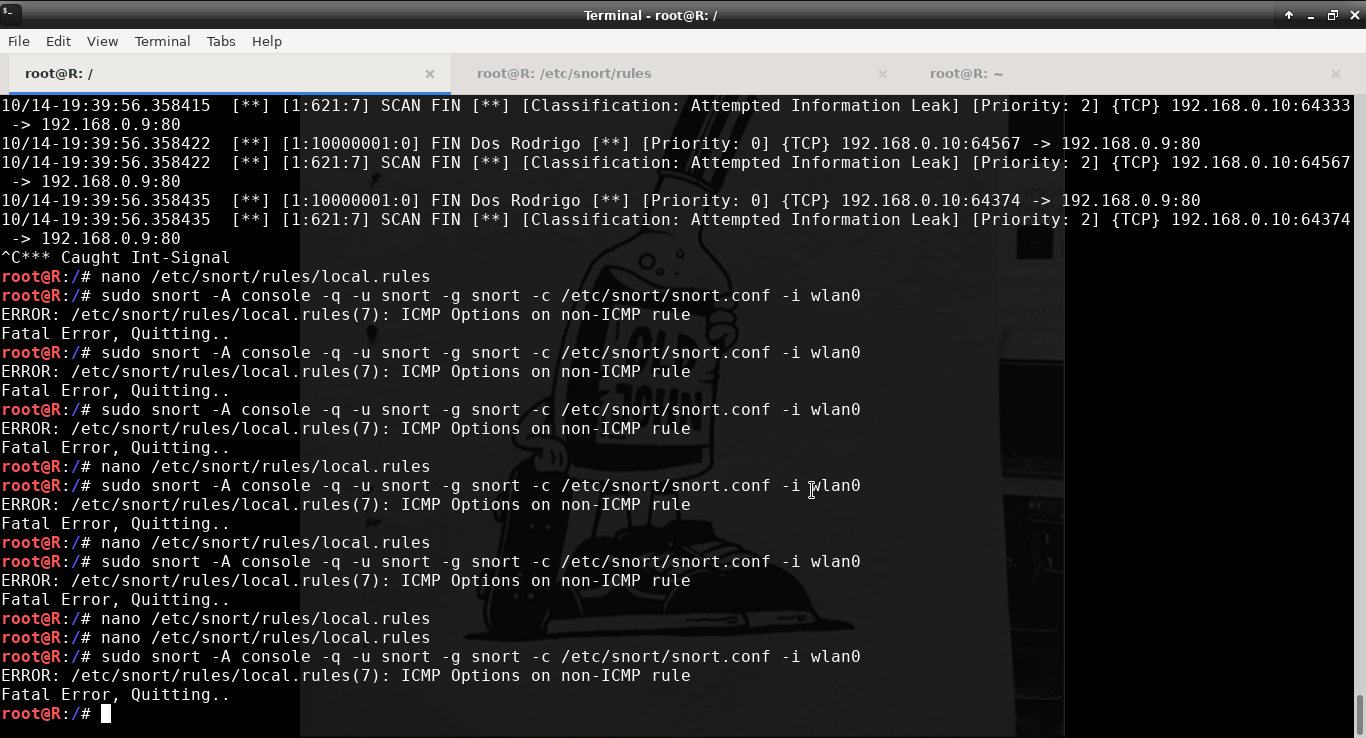 Terminal - root@R: /
File Edit View Terminal Tabs Help
root@R: / root@R: /etc/snort/rules root@R: ~
10/14-19:39:56.358415  [**] [1:621:7] SCAN FIN [**] [Classification: Attempted Information Leak] [Priority: 2] {TCP} 192.168.0.10:64333
 -> 192.168.0.9:80
10/14-19:39:56.358422  [**] [1:10000001:0] FIN Dos Rodrigo [**] [Priority: 0] {TCP} 192.168.0.10:64567 -> 192.168.0.9:80
10/14-19:39:56.358422  [**] [1:621:7] SCAN FIN [**] [Classification: Attempted Information Leak] [Priority: 2] {TCP} 192.168.0.10:64567
 -> 192.168.0.9:80
10/14-19:39:56.358435  [**] [1:10000001:0] FIN Dos Rodrigo [**] [Priority: 0] {TCP} 192.168.0.10:64374 -> 192.168.0.9:80
10/14-19:39:56.358435  [**] [1:621:7] SCAN FIN [**] [Classification: Attempted Information Leak] [Priority: 2] {TCP} 192.168.0.10:64374
 -> 192.168.0.9:80
^C*** Caught Int-Signal
root@R:/# nano /etc/snort/rules/local.rules
root@R:/# sudo snort -A console -q -u snort -g snort -c /etc/snort/snort.conf -i wlan0
ERROR: /etc/snort/rules/local.rules(7): ICMP Options on non-ICMP rule
Fatal Error, Quitting..
root@R:/# sudo snort -A console -q -u snort -g snort -c /etc/snort/snort.conf -i wlan0
ERROR: /etc/snort/rules/local.rules(7): ICMP Options on non-ICMP rule
Fatal Error, Quitting..
root@R:/# sudo snort -A console -q -u snort -g snort -c /etc/snort/snort.conf -i wlan0
ERROR: /etc/snort/rules/local.rules(7): ICMP Options on non-ICMP rule
Fatal Error, Quitting..
root@R:/# nano /etc/snort/rules/local.rules
root@R:/# sudo snort -A console -q -u snort -g snort -c /etc/snort/snort.conf -i wlan0
ERROR: /etc/snort/rules/local.rules(7): ICMP Options on non-ICMP rule
Fatal Error, Quitting..
root@R:/# nano /etc/snort/rules/local.rules
root@R:/# sudo snort -A console -q -u snort -g snort -c /etc/snort/snort.conf -i wlan0
ERROR: /etc/snort/rules/local.rules(7): ICMP Options on non-ICMP rule
Fatal Error, Quitting..
root@R:/# nano /etc/snort/rules/local.rules
root@R:/# nano /etc/snort/rules/local.rules
root@R:/# sudo snort -A console -q -u snort -g snort -c /etc/snort/snort.conf -i wlan0
ERROR: /etc/snort/rules/local.rules(7): ICMP Options on non-ICMP rule
Fatal Error, Quitting..
root@R:/#
OLD
JOHN